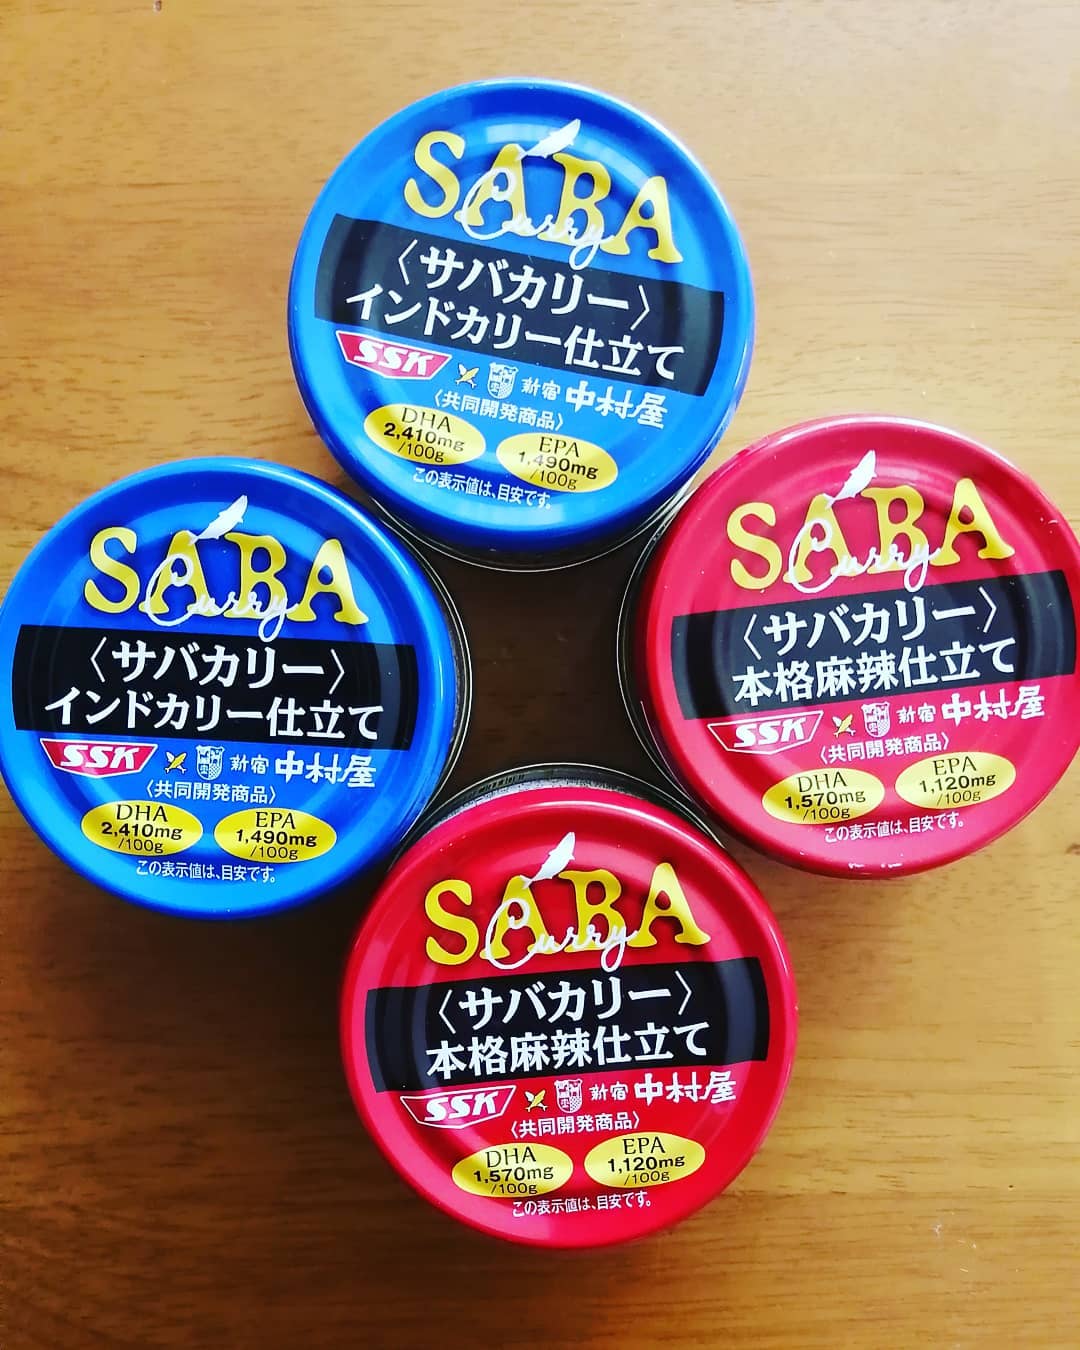 SABA
Curry
〈サバカリー〉
インドカリー仕立て
SSK 新宿 中村屋
〈共同開発商品〉
DHA
2,410mg
/100g
EPA
1,490mg
/100g
この表示値は、目安です。
SABA
Curry
〈サバカリー〉
インドカリー仕立て
SSK 新宿 中村屋
〈共同開発商品〉
DHA
2,410mg
/100g
EPA
1,490mg
/100g
この表示値は、目安です。
SABA
Curry
〈サバカリー〉
本格麻辣仕立て
SSK 新宿 中村屋
〈共同開発商品〉
DHA
1,570mg
/100g
EPA
1,120mg
/100g
この表示値は、目安です。
SABA
Curry
〈サバカリー〉
本格麻辣仕立て
SSK 新宿 中村屋
〈共同開発商品〉
DHA
1,570mg
/100g
EPA
1,120mg
/100g
この表示値は、目安です。